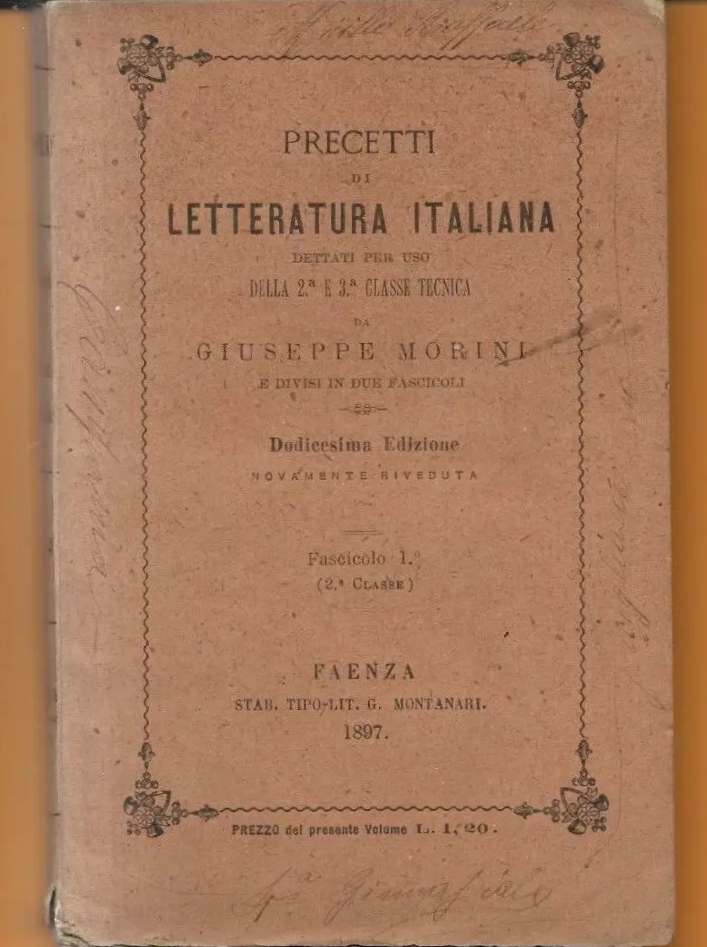 Raffaele
PRECETTI
DI
LETTERATURA ITALIANA
DETTATI PER USO
DELLA 2.ª E 3.ª CLASSE TECNICA
DA
GIUSEPPE MORINI
E DIVISI IN DUE FASCICOLI
Dodicesima Edizione
NOVAMENTE RIVEDUTA
Fascicolo 1.º
(2.ª CLASSE)
FAENZA
STAB. TIPO-LIT. G. MONTANARI.
1897.
PREZZO del presente Volume L. 1,20.
Ginnasiale